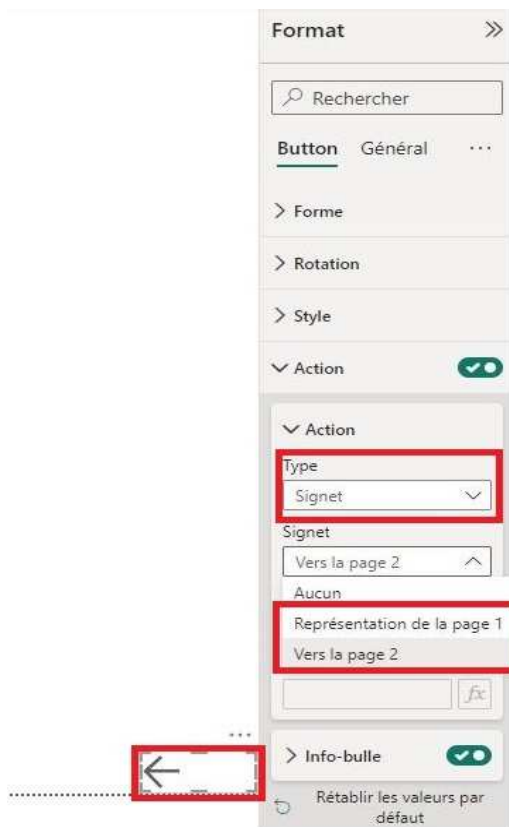 Format
Rechercher
Button Général ...
Forme
Rotation
Style
Action
Action
Type
Signet
Signet
Vers la page 2
Aucun
Représentation de la page 1
Vers la page 2
fx
Info-bulle
Rétablir les valeurs par
défaut